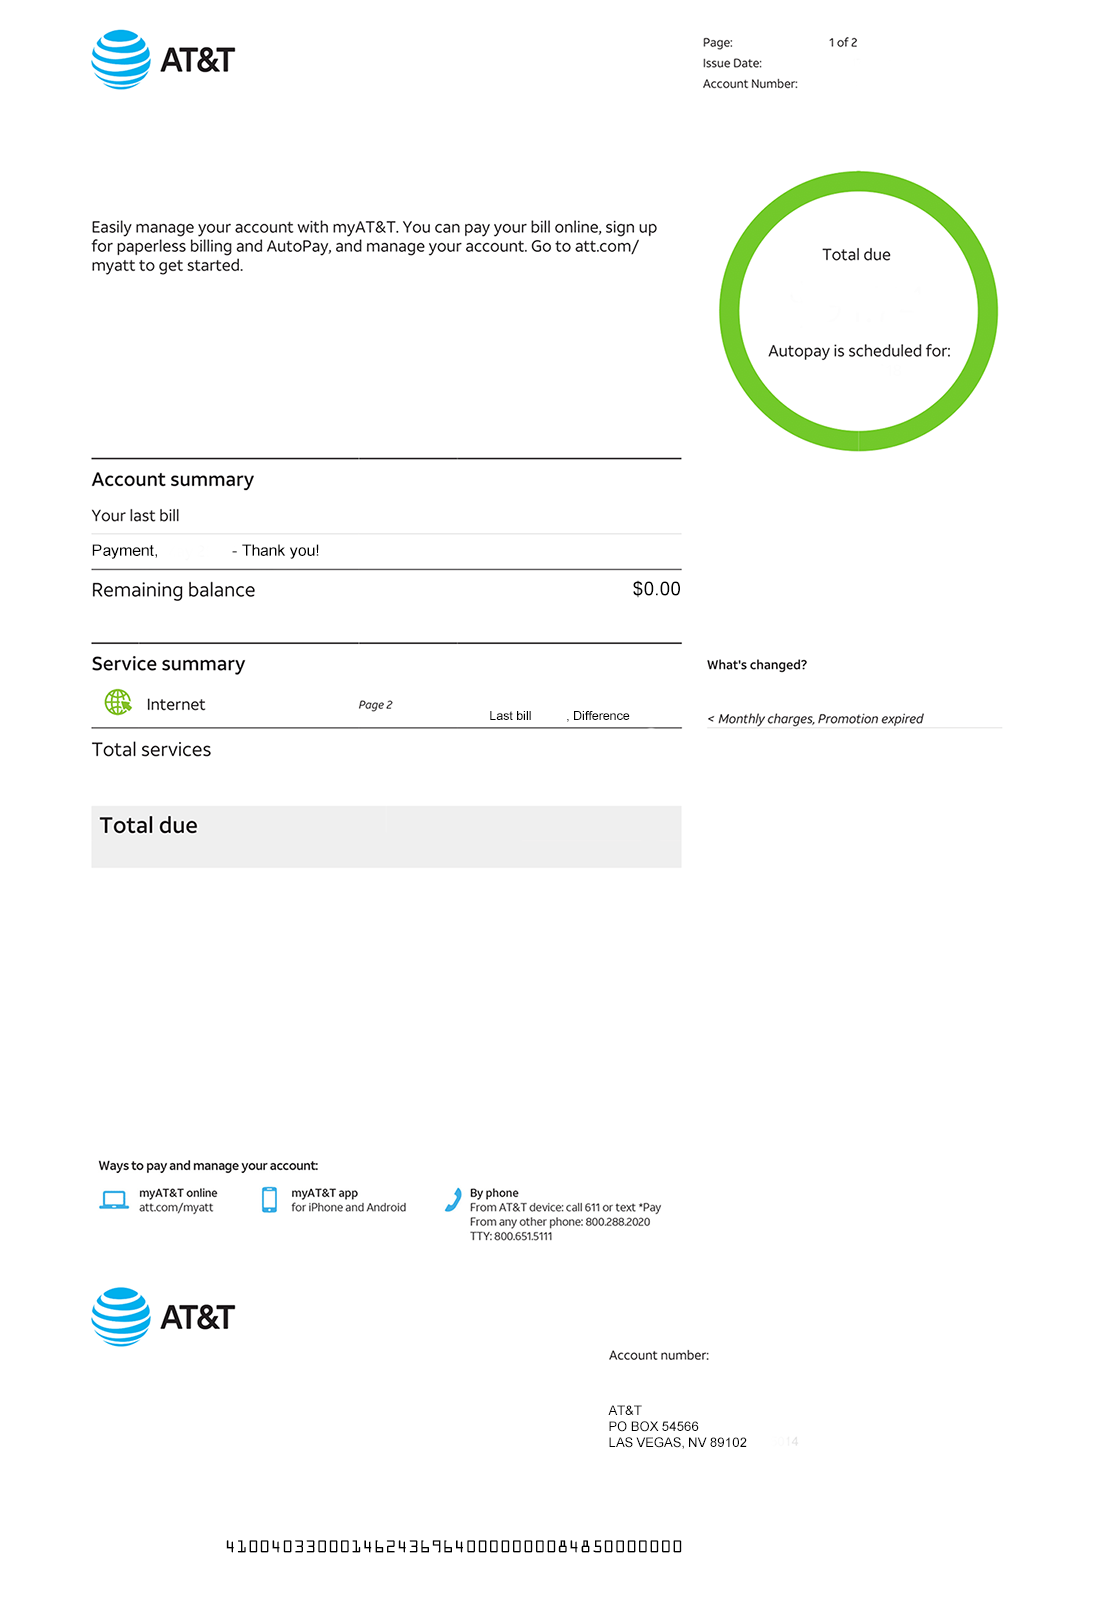 AT&T
Page: 1 of 2
Issue Date:
Account Number:
Easily manage your account with myAT&T. You can pay your bill online, sign up
for paperless billing and AutoPay, and manage your account. Go to att.com/
myatt to get started.
Total due
Autopay is scheduled for:
Account summary
Your last bill
Payment, - Thank you!
Remaining balance $0.00
Service summary
What's changed?
Internet Page 2
Last bill , Difference
< Monthly charges, Promotion expired
Total services
Total due
Ways to pay and manage your account:
myAT&T online
att.com/myatt
myAT&T app
for iPhone and Android
By phone
From AT&T device: call 611 or text *Pay
From any other phone: 800.288.2020
TTY: 800.651.5111
AT&T
Account number:
AT&T
PO BOX 54566
LAS VEGAS, NV 89102
4100403300014624369640000000084850000000